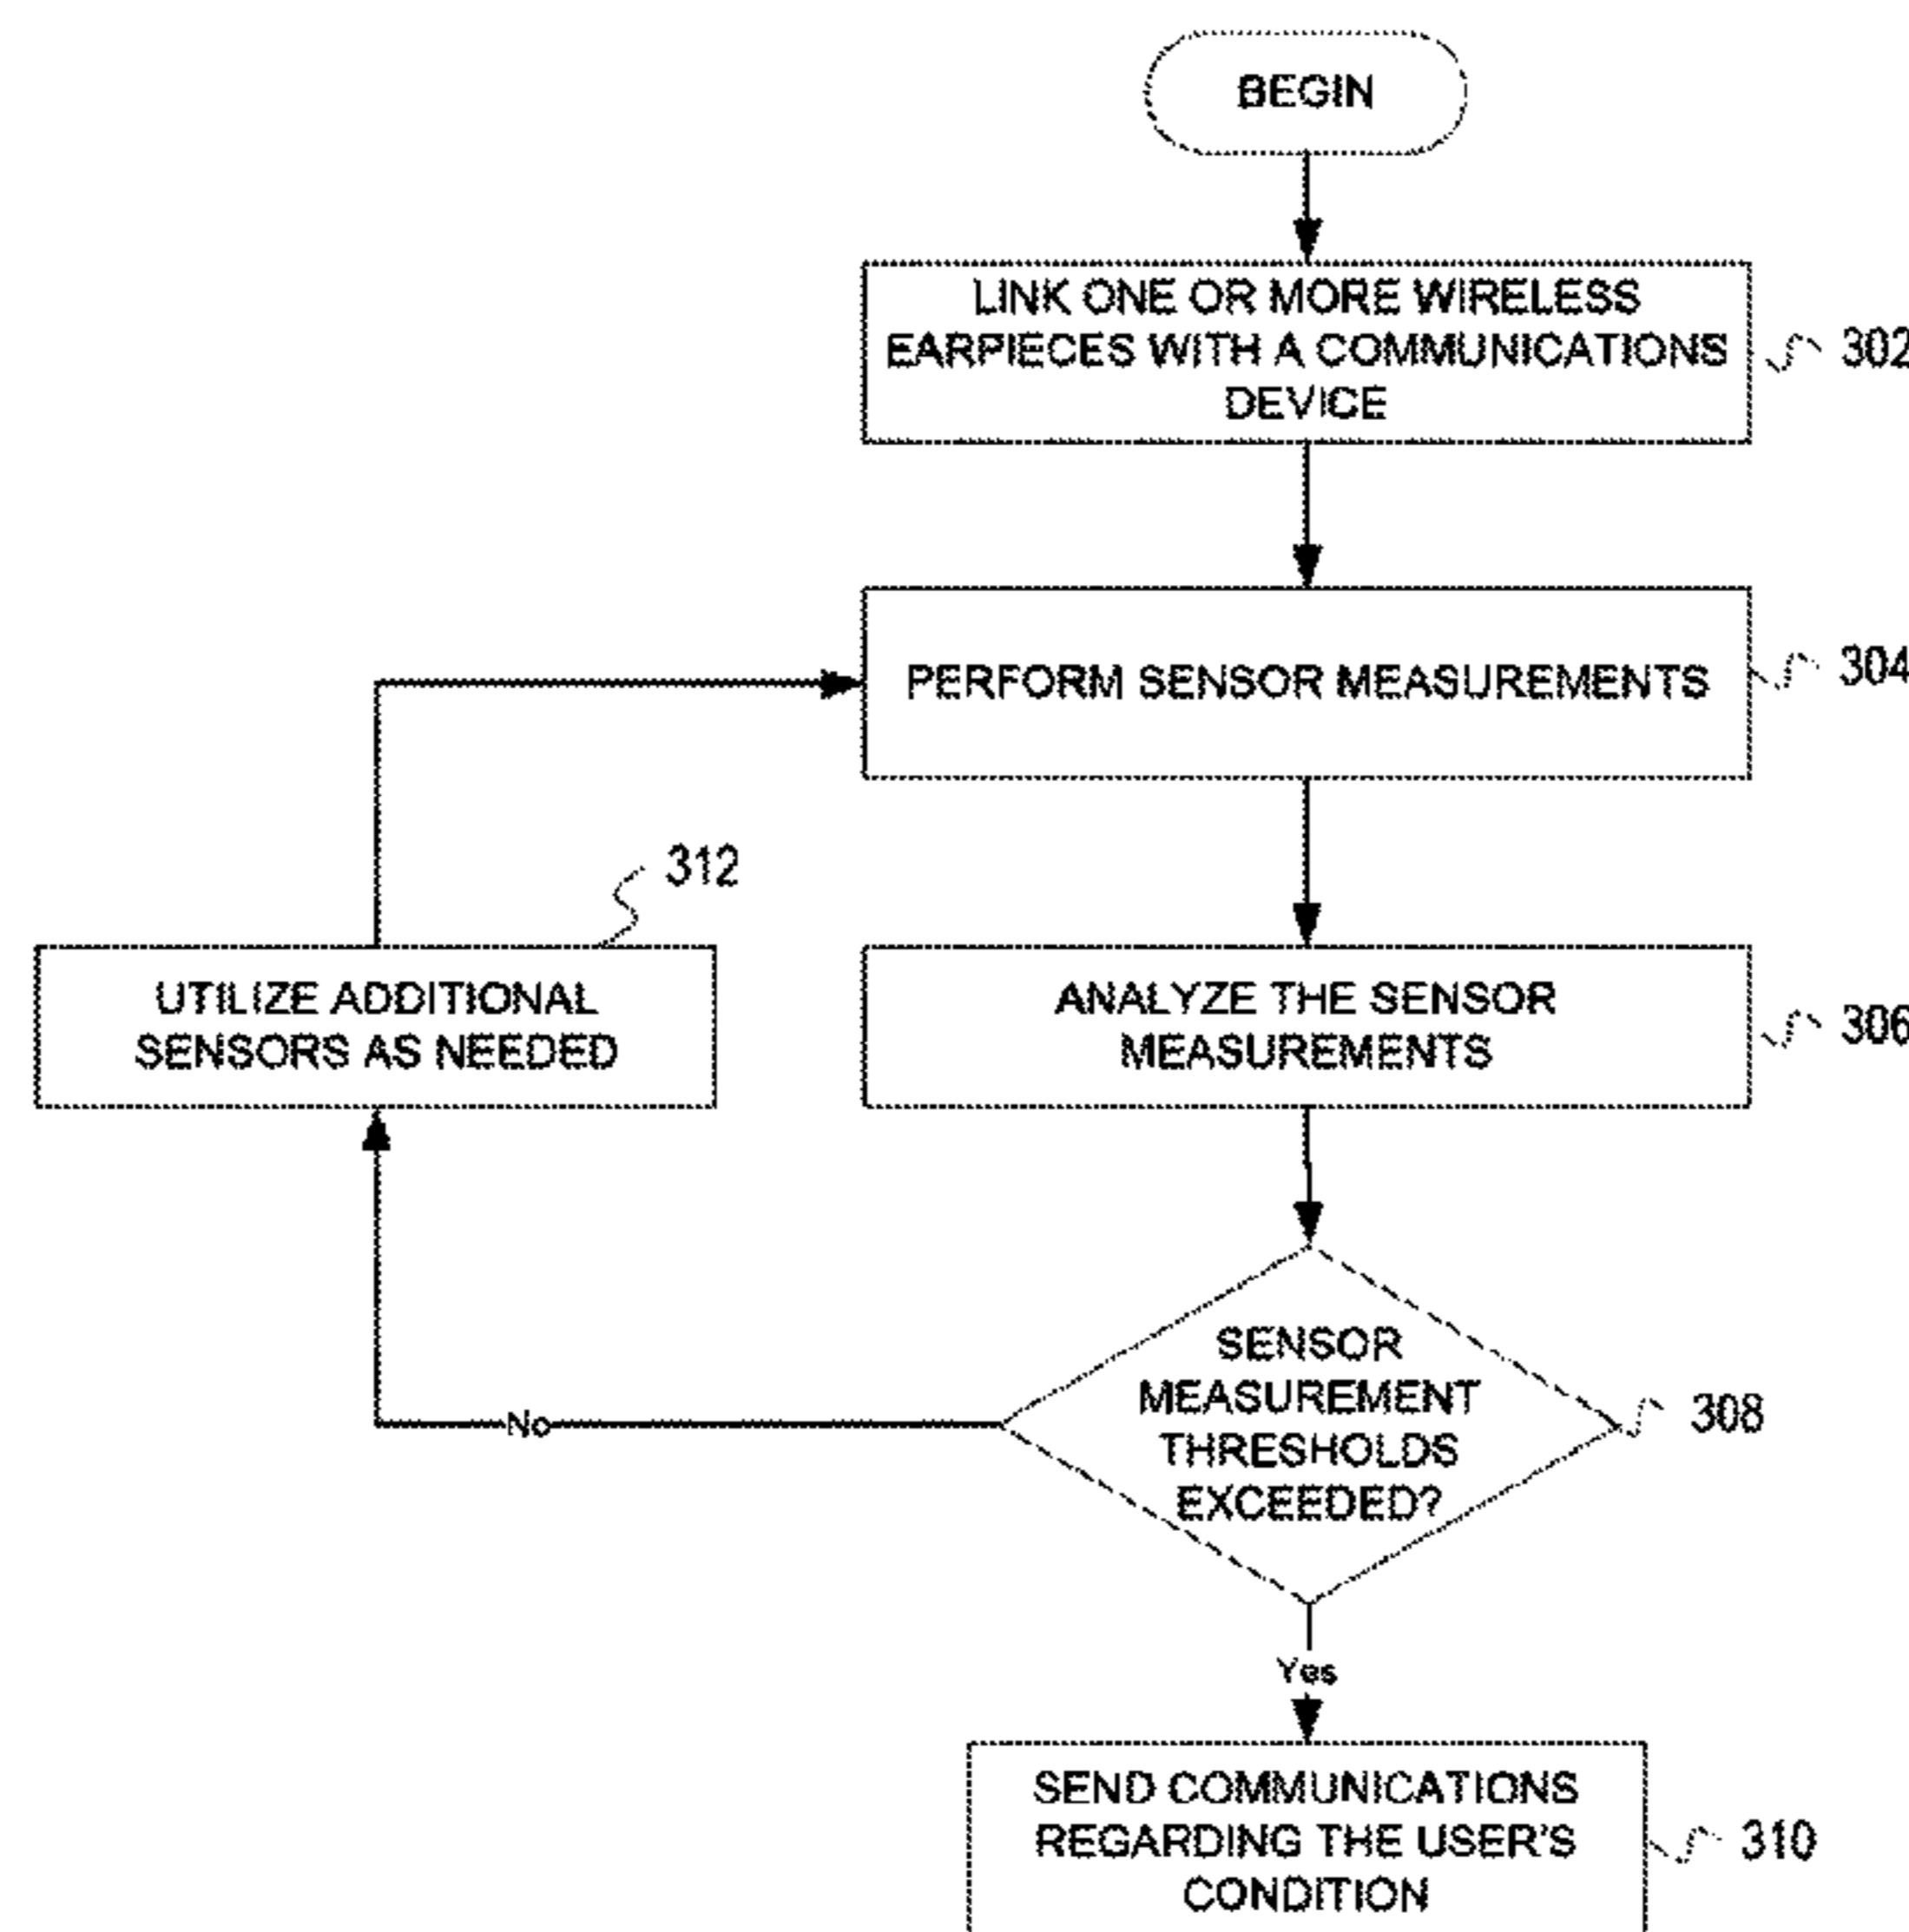 BEGIN
LINK ONE OR MORE WIRELESS
EARPIECES WITH A COMMUNICATIONS
DEVICE
302
PERFORM SENSOR MEASUREMENTS
304
312
UTILIZE ADDITIONAL
SENSORS AS NEEDED
ANALYZE THE SENSOR
MEASUREMENTS
306
SENSOR
MEASUREMENT
THRESHOLDS
EXCEEDED?
308
No
Yes
SEND COMMUNICATIONS
REGARDING THE USER'S
CONDITION
310